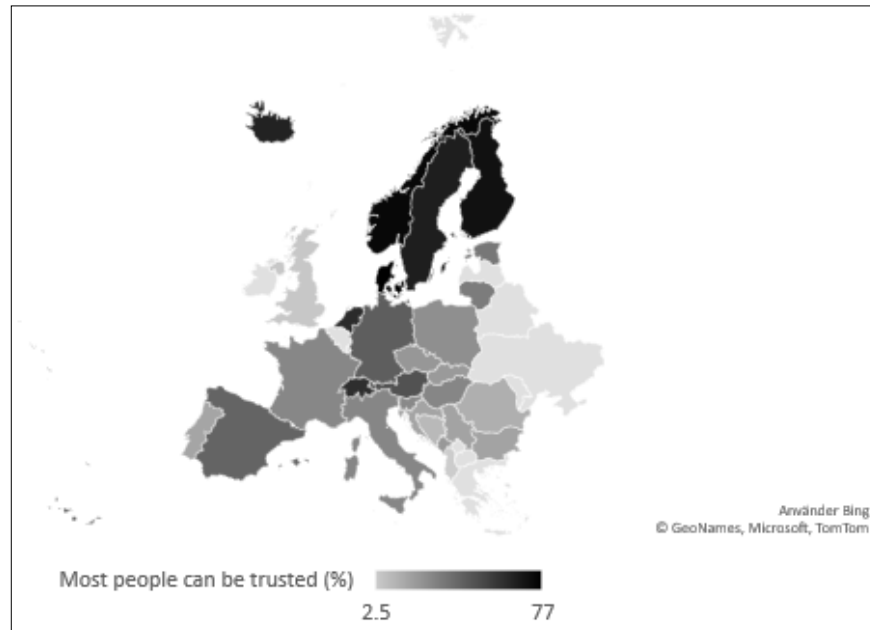 Använder Bing
© GeoNames, Microsoft, TomTom
Most people can be trusted (%)
2.5 77